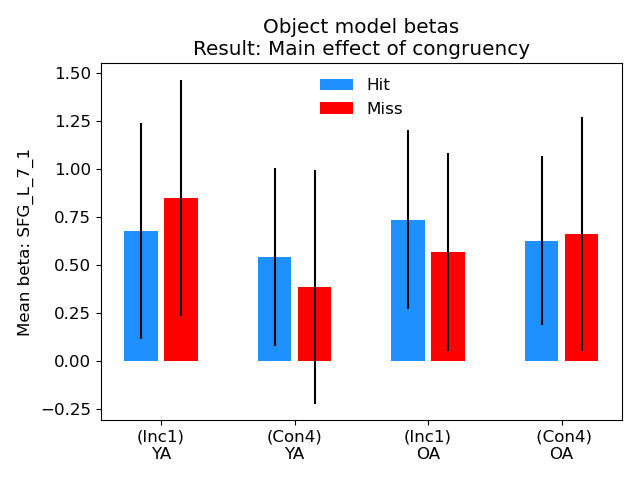 Object model betas
Result: Main effect of congruency
Hit
Miss
Mean beta: SFG_L_7_1
1.50
1.25
1.00
0.75
0.50
0.25
0.00
−0.25
(Inc1)
YA
(Con4)
YA
(Inc1)
OA
(Con4)
OA